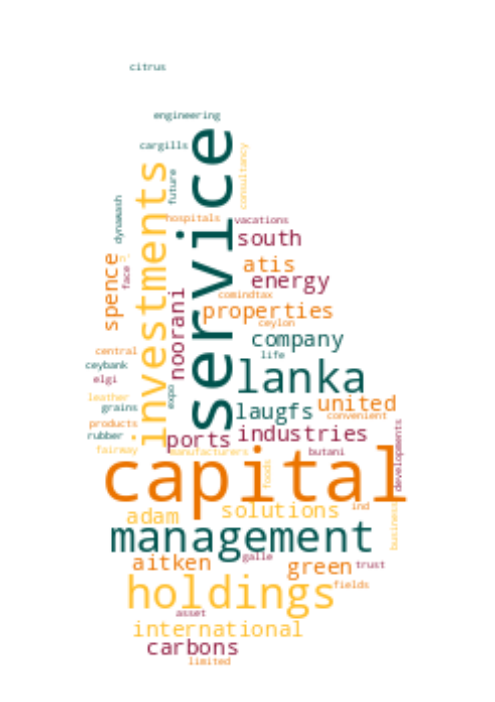 citrus
engineering
cargills
service
investments
future
consultancy
dynawash
hospitals
vacations
south
spence
n'
face
atis
energy
comindtax
noorani
properties
ceylon
company
central
life
ceybank
elgi
lanka
expo
leather
grains
laugfs
united
convenient
products
rubber
ports
industries
fairway
manufacturers
butani
developments
capital
foods
adam
solutions
ind
business
management
aitken
galle
green
trust
holdings
fields
asset
international
carbons
limited